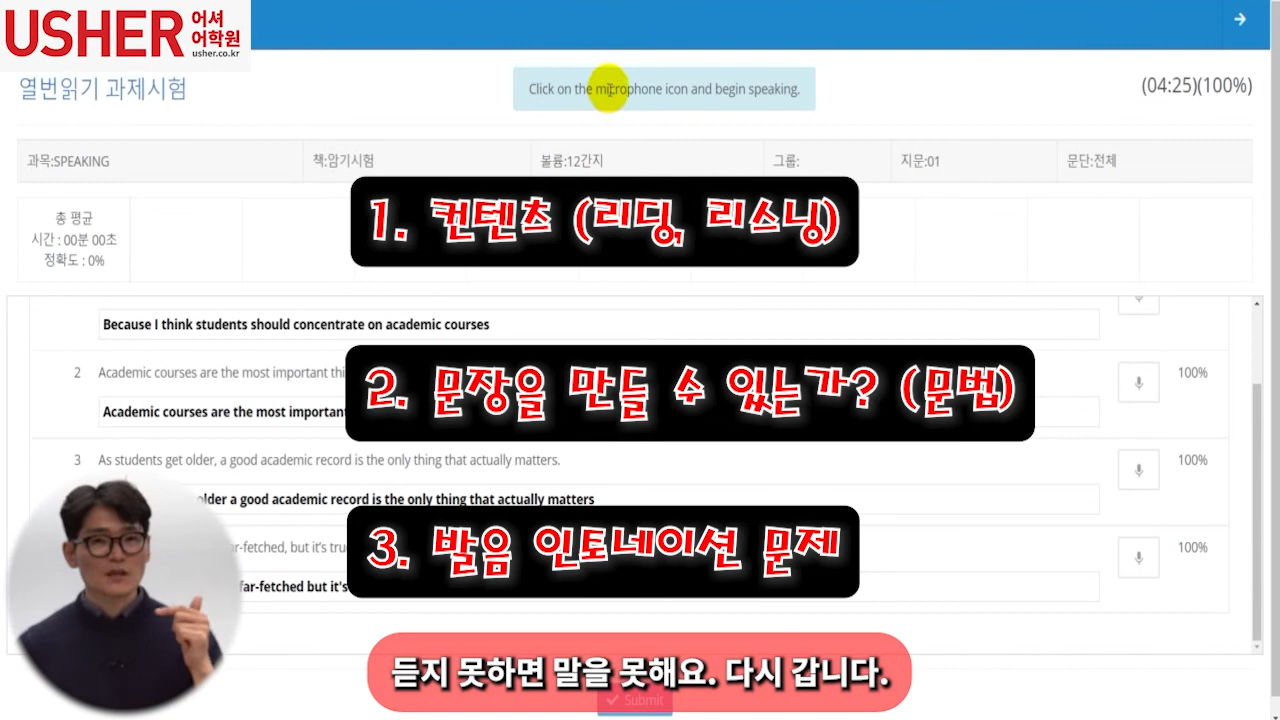 USHER 어셔 어학원
usher.co.kr
열번읽기 과제시험
Click on the microphone icon and begin speaking.
(04:25)(100%)
과목:SPEAKING
책:암기시험
볼륨:12간지
그룹:
지문:01
문단:전체
총 평균
시간 : 00분 00초
정확도 : 0%
1. 컨텐츠 (리딩, 리스닝)
Because I think students should concentrate on academic courses
2 Academic courses are the most important thi
100%
Academic courses are the most important
2. 문장을 만들 수 있는가? (문법)
3 As students get older, a good academic record is the only thing that actually matters.
100%
older a good academic record is the only thing that actually matters
3. 발음 인토네이션 문제
ar-fetched, but it's tru
100%
far-fetched but it's
듣지 못하면 말을 못해요. 다시 갑니다.
Submit